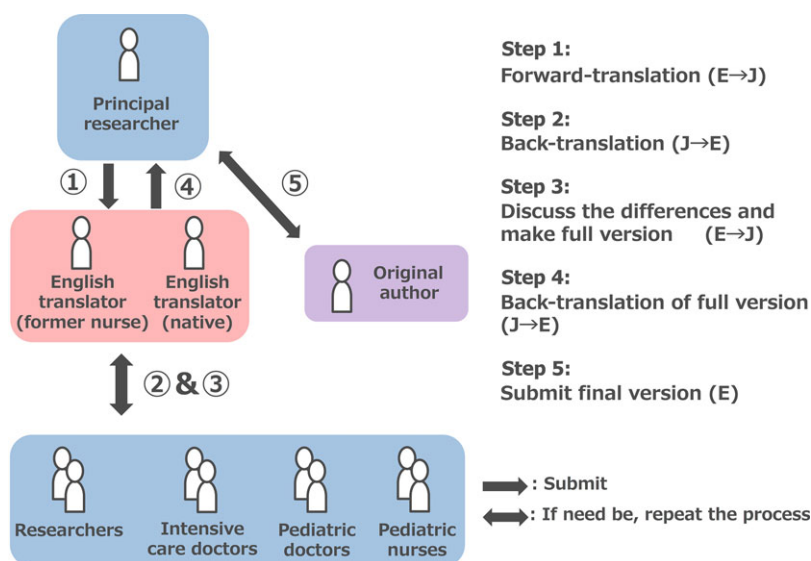 Principal
researcher
①
④
⑤
English
translator
(former nurse)
English
translator
(native)
Original
author
② & ③
Researchers
Intensive
care doctors
Pediatric
doctors
Pediatric
nurses
Step 1:
Forward-translation (E→J)
Step 2:
Back-translation (J→E)
Step 3:
Discuss the differences and
make full version (E→J)
Step 4:
Back-translation of full version
(J→E)
Step 5:
Submit final version (E)
: Submit
: If need be, repeat the process